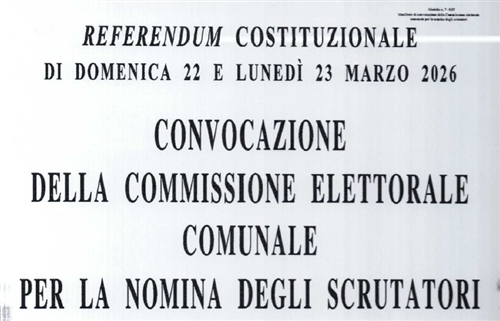 REFERENDUM COSTITUZIONALE
DI DOMENICA 22 E LUNEDÌ 23 MARZO 2026
CONVOCAZIONE
DELLA COMMISSIONE ELETTORALE
COMUNALE
PER LA NOMINA DEGLI SCRUTATORI